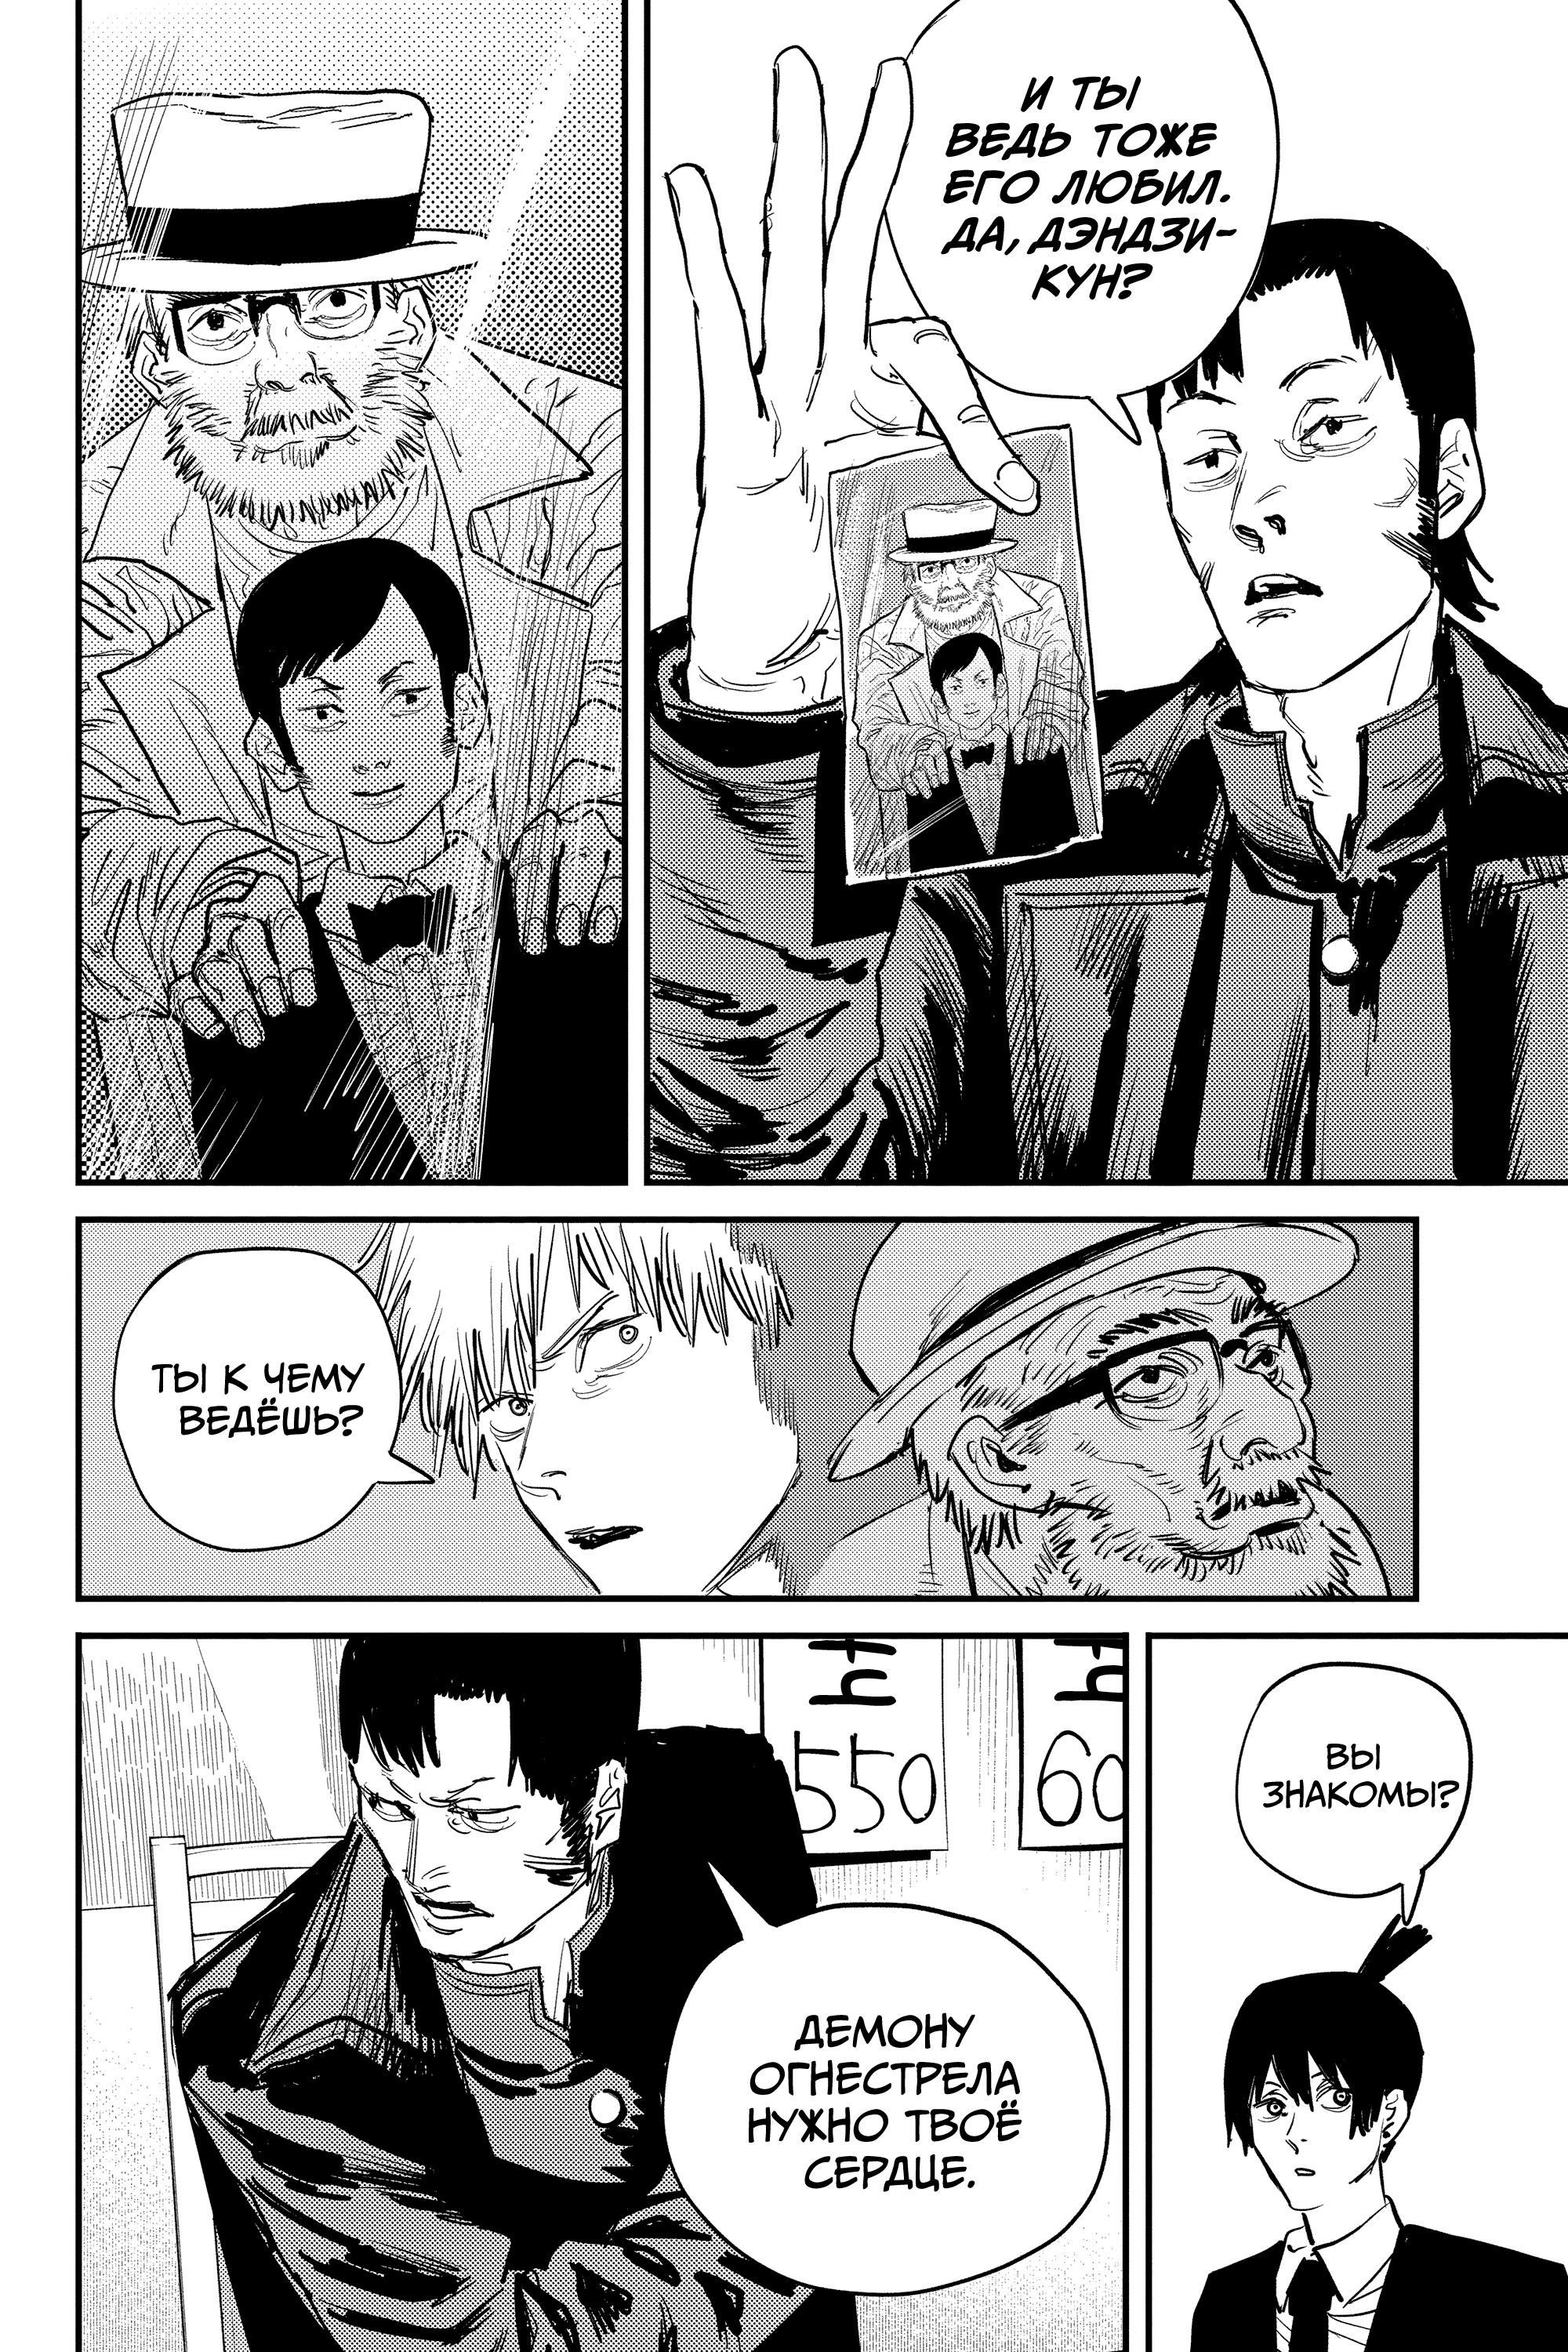 И ТЫ
ВЕДЬ ТОЖЕ
ЕГО ЛЮБИЛ.
ДА, ДЭНДЗИ-
КУН?
ТЫ К ЧЕМУ
ВЕДЁШЬ?
ВЫ
ЗНАКОМЫ?
550
60
ДЕМОНУ
ОГНЕСТРЕЛА
НУЖНО ТВОЁ
СЕРДЦЕ.